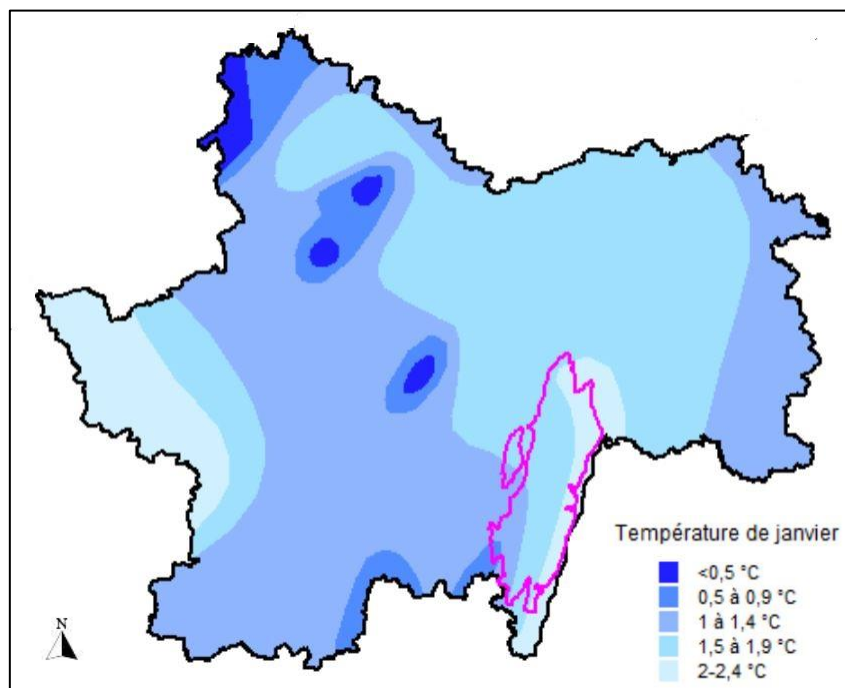 Température de janvier
<0,5 °C
0,5 à 0,9 °C
1 à 1,4 °C
1,5 à 1,9 °C
2-2,4 °C
N